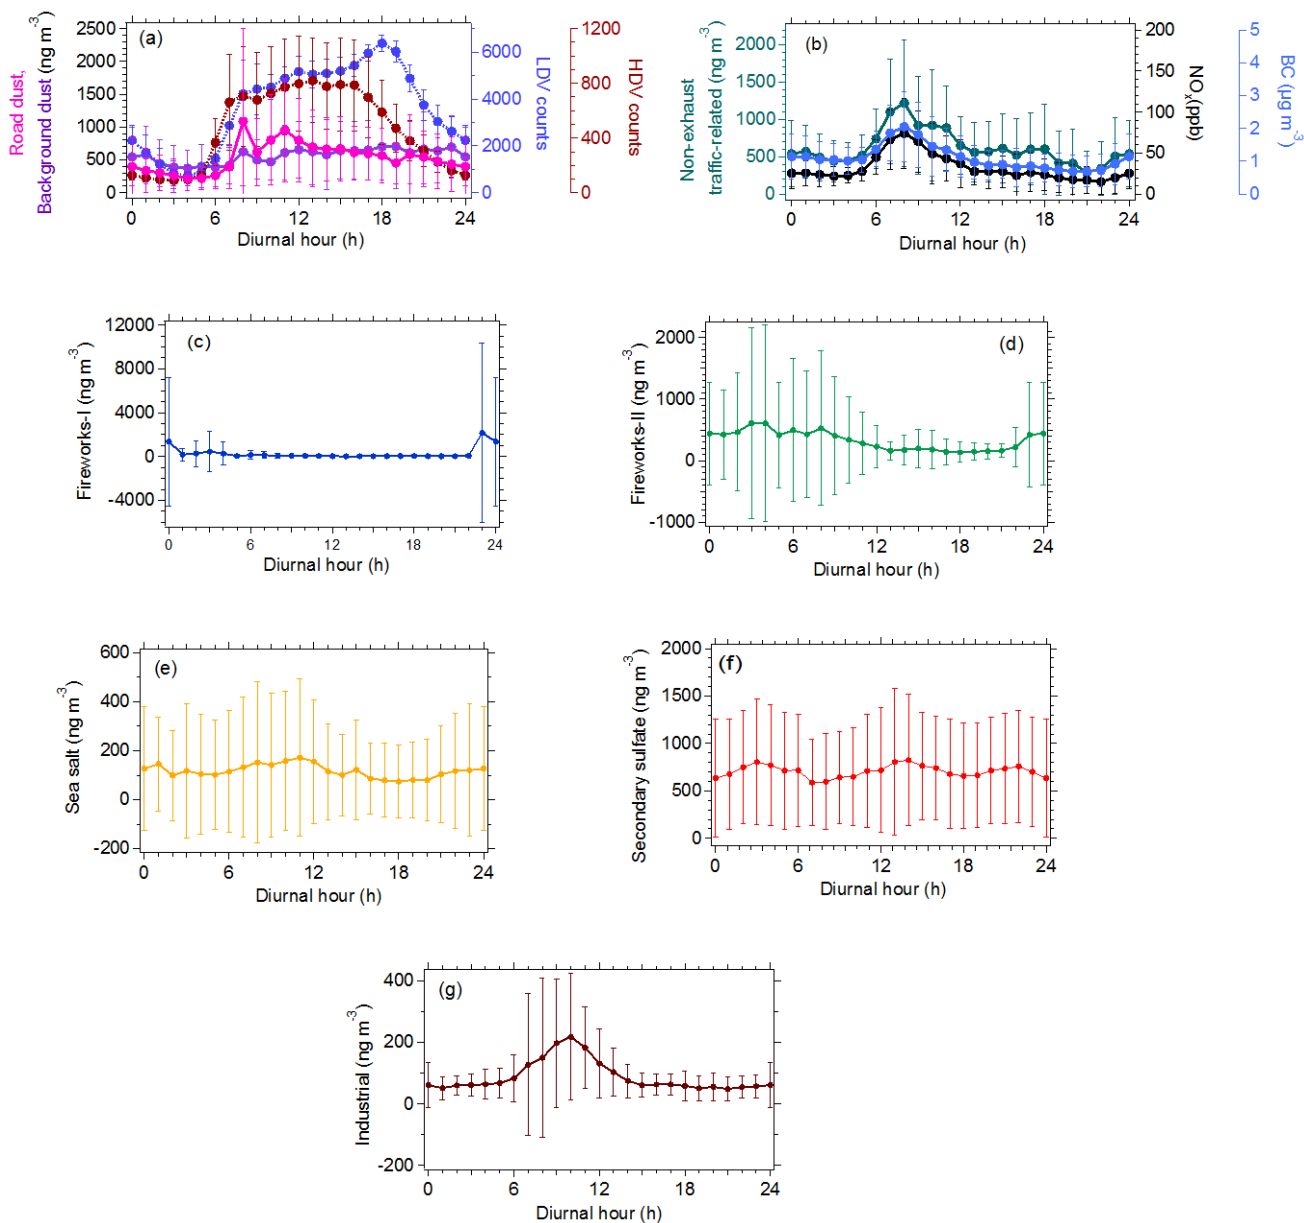 (a)
Road dust,
Background dust (ng m-3)
2500
2000
1500
1000
500
0
6000
4000
2000
0
LDV counts
1200
800
400
0
HDV counts
0 6 12 18 24
Diurnal hour (h)
(b)
Non-exhaust
traffic-related (ng m-3)
2000
1500
1000
500
0
200
150
100
50
0
NOx(ppb)
5
4
3
2
1
0
BC (µg m-3)
0 6 12 18 24
Diurnal hour (h)
(c)
Fireworks-I (ng m-3)
12000
8000
4000
0
-4000
0 6 12 18 24
Diurnal hour (h)
(d)
Fireworks-II (ng m-3)
2000
1000
0
-1000
0 6 12 18 24
Diurnal hour (h)
(e)
Sea salt (ng m-3)
600
400
200
0
-200
0 6 12 18 24
Diurnal hour (h)
(f)
Secondary sulfate (ng m-3)
2000
1500
1000
500
0
0 6 12 18 24
Diurnal hour (h)
(g)
Industrial (ng m-3)
400
200
0
-200
0 6 12 18 24
Diurnal hour (h)